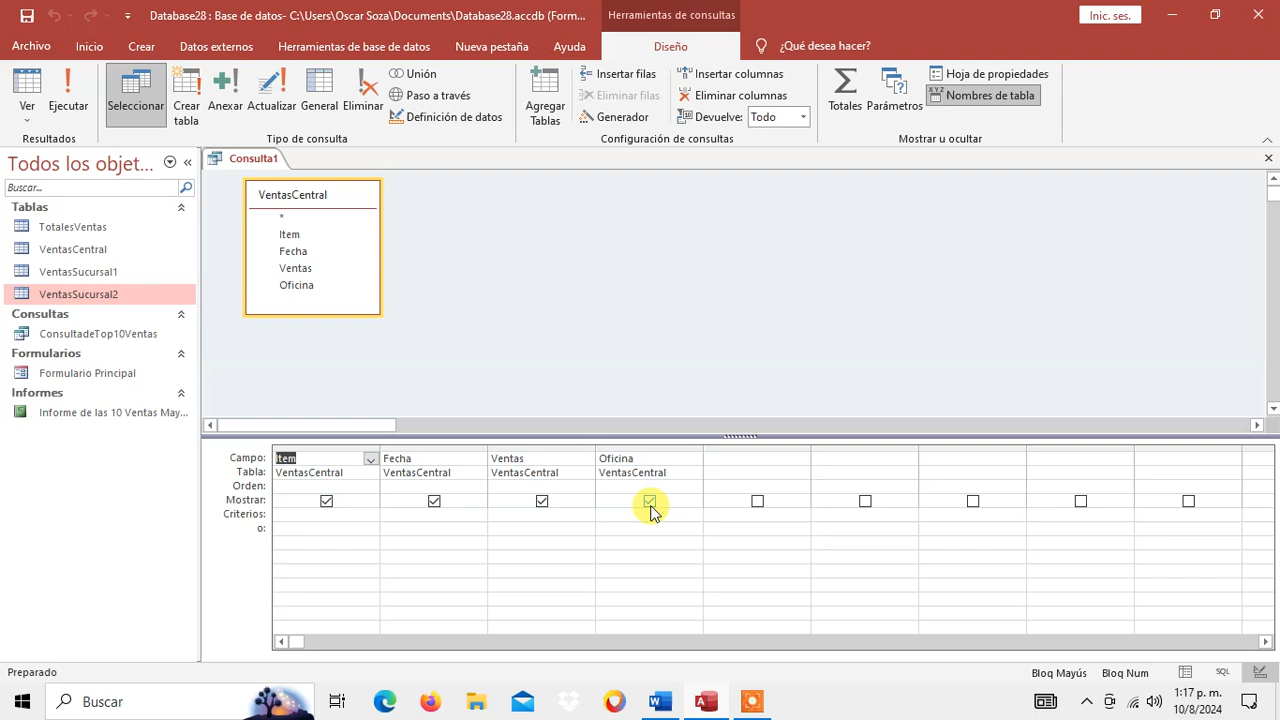 Database28 : Base de datos- C:\Users\Oscar Soza\Documents\Database28.accdb (Form...
Herramientas de consultas
Inic. ses.
Archivo
Inicio
Crear
Datos externos
Herramientas de base de datos
Nueva pestaña
Ayuda
Diseño
¿Qué desea hacer?
Ver
Ejecutar
Seleccionar
Crear tabla
Anexar
Actualizar
General
Eliminar
Unión
Paso a través
Definición de datos
Agregar Tablas
Insertar filas
Eliminar filas
Generador
Insertar columnas
Eliminar columnas
Devuelve: Todo
Totales
Parámetros
Hoja de propiedades
XYZ Nombres de tabla
Resultados
Tipo de consulta
Configuración de consultas
Mostrar u ocultar
Todos los objet...
Buscar...
Tablas
TotalesVentas
VentasCentral
VentasSucursal1
VentasSucursal2
Consultas
ConsultadeTop10Ventas
Formularios
Formulario Principal
Informes
Informe de las 10 Ventas May...
Consulta1
VentasCentral
*
Item
Fecha
Ventas
Oficina
Campo: Item Fecha Ventas Oficina
Tabla: VentasCentral VentasCentral VentasCentral VentasCentral
Orden:
Mostrar:
Criterios:
o:
Preparado
Bloq Mayús
Bloq Num
SQL
Buscar
1:17 p. m.
10/8/2024